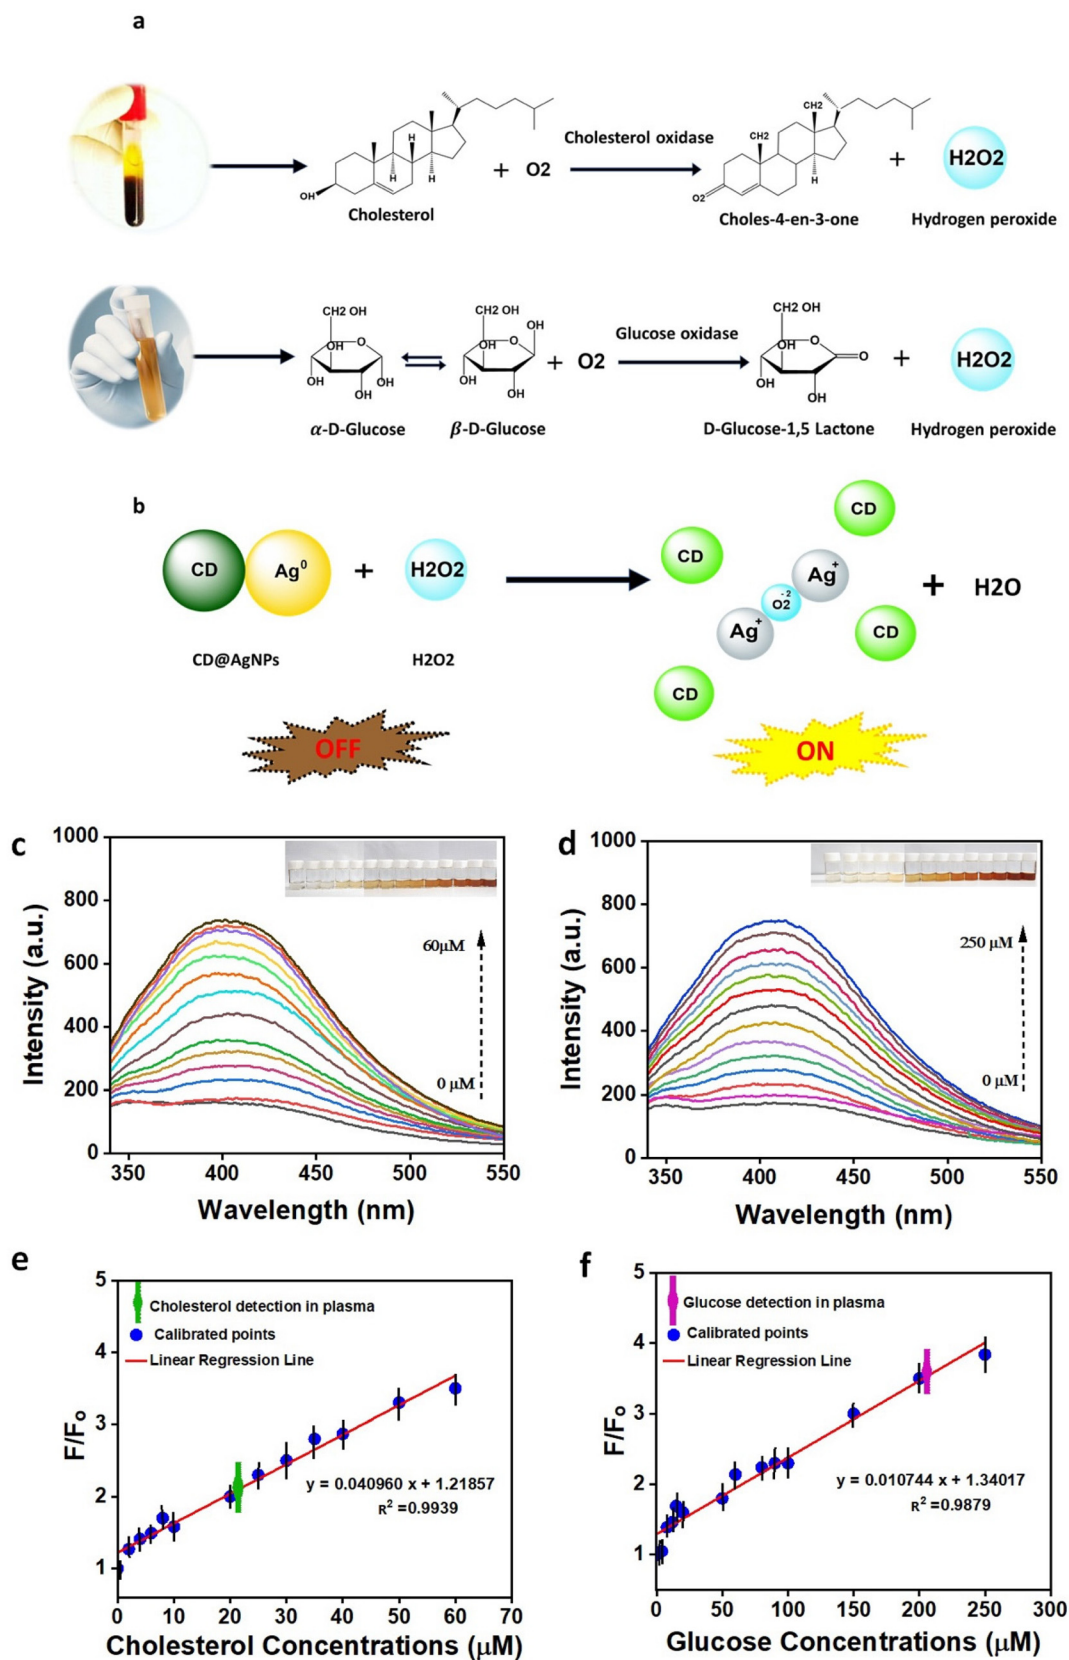 a
CH2
CH2
Cholesterol oxidase
H
H
H
H
OH
+ O2
O2
+
H2O2
Cholesterol
Choles-4-en-3-one
Hydrogen peroxide
CH2 OH
O
OH
OH
OH
OH
CH2 OH
OH
O
OH
OH
OH
+ O2
Glucose oxidase
CH2 OH
O
OH
O
OH
OH
+
H2O2
α-D-Glucose
β-D-Glucose
D-Glucose-1,5 Lactone
Hydrogen peroxide
b
CD
Ag0
+
H2O2
CD
CD
Ag+
O2-2
Ag+
CD
CD
+ H2O
CD@AgNPs
H2O2
OFF
ON
c
1000
800
600
400
200
0
Intensity (a.u.)
60μM
0 μM
350 400 450 500 550
Wavelength (nm)
d
1000
800
600
400
200
0
Intensity (a.u.)
250 μM
0 μM
350 400 450 500 550
Wavelength (nm)
e
5
4
3
2
1
F/Fo
Cholesterol detection in plasma
Calibrated points
Linear Regression Line
y = 0.040960 x + 1.21857
R2 =0.9939
0 10 20 30 40 50 60 70
Cholesterol Concentrations (μM)
f
5
4
3
2
1
F/Fo
Glucose detection in plasma
Calibrated points
Linear Regression Line
y = 0.010744 x + 1.34017
R2 =0.9879
0 50 100 150 200 250 300
Glucose Concentrations (μM)